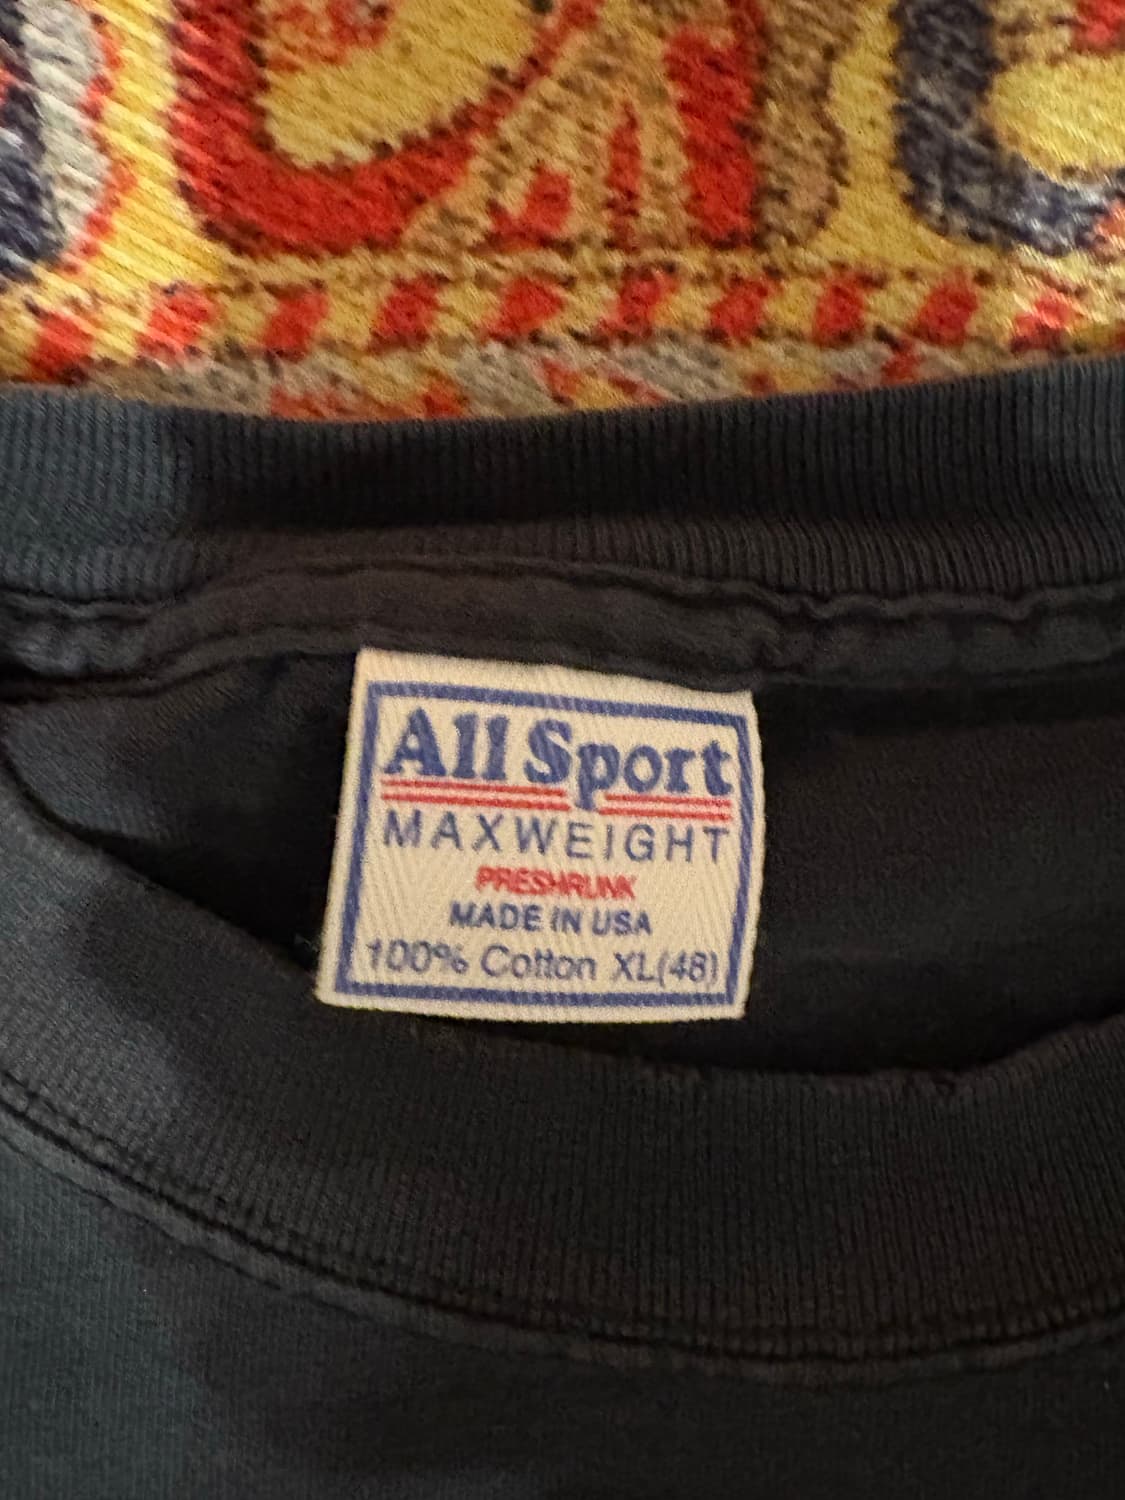 All Sport
MAXWEIGHT
PRESHRUNK
MADE IN USA
100% Cotton XL(48)